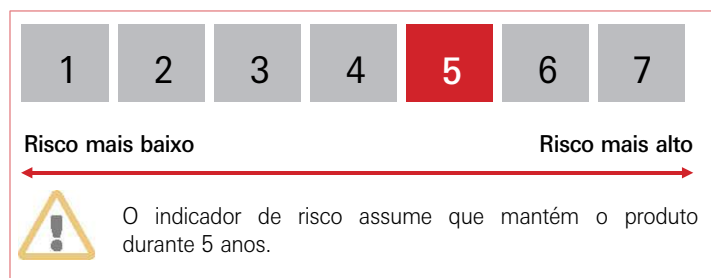 1 2 3 4 5 6 7
Risco mais baixo Risco mais alto
O indicador de risco assume que mantém o produto
durante 5 anos.